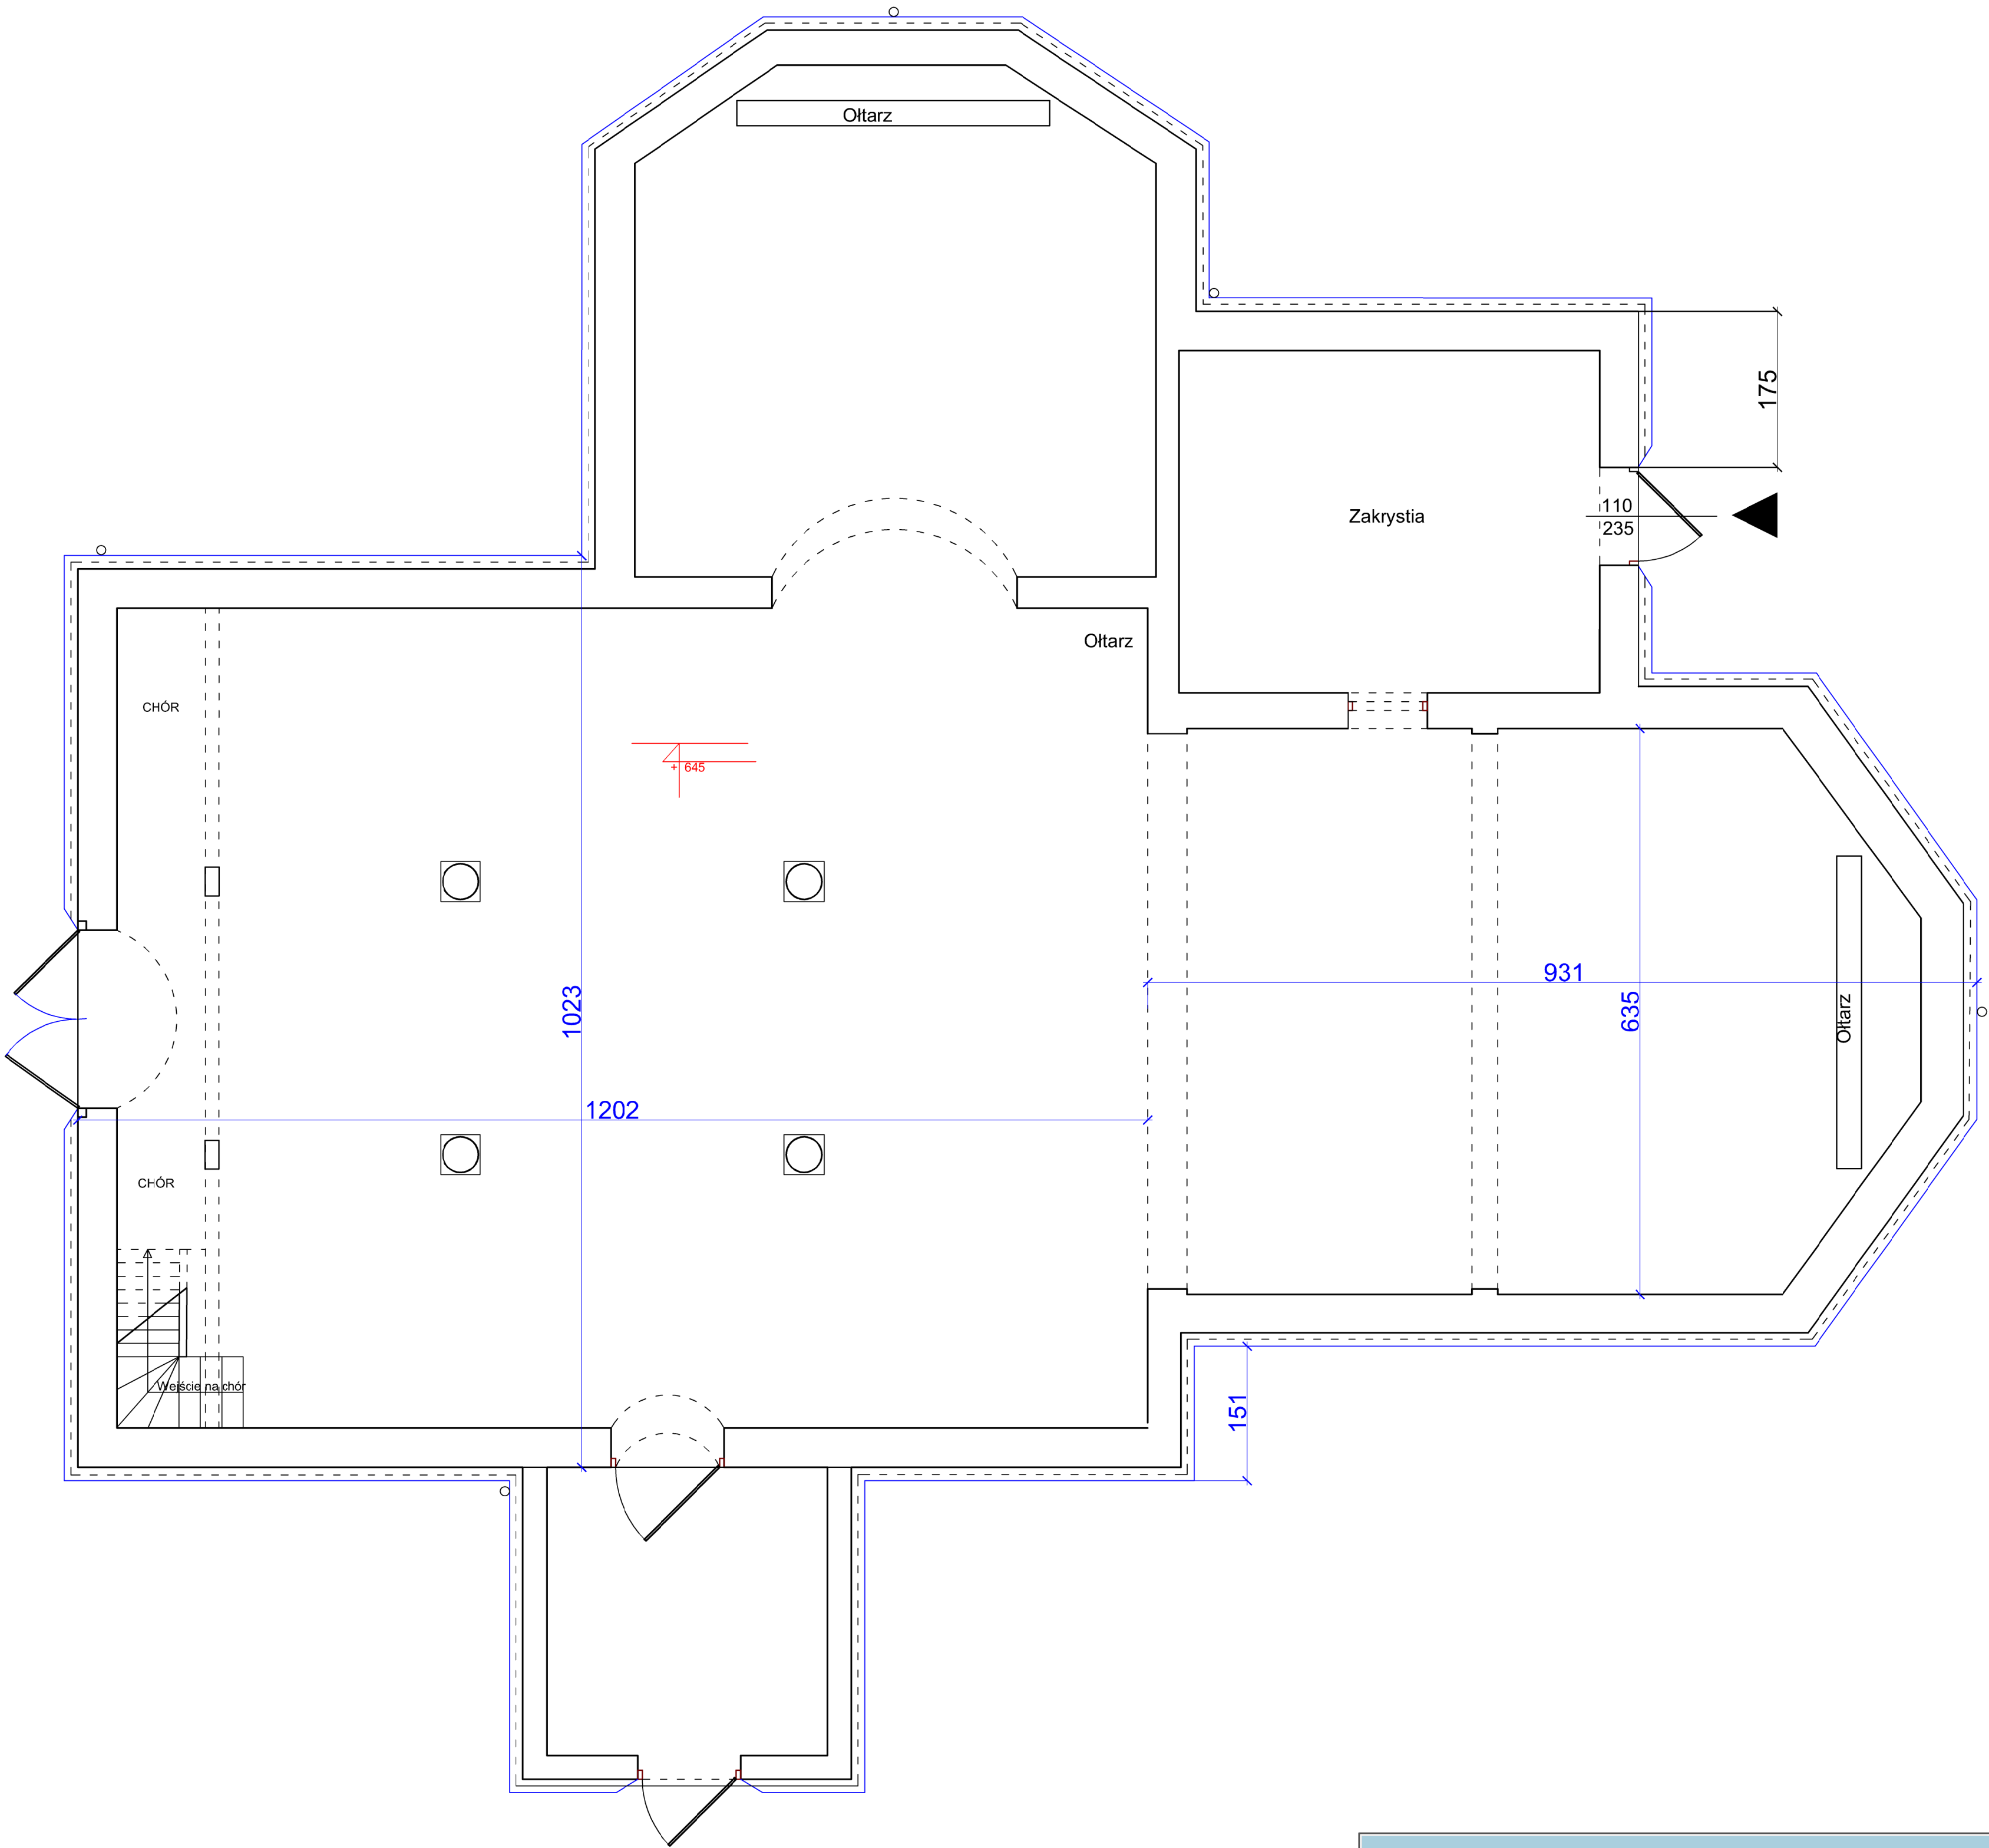 Ołtarz
175
110
235
Zakrystia
Ołtarz
CHÓR
+ 645
931
1023
635
Ołtarz
1202
CHÓR
Wejście na chór
151